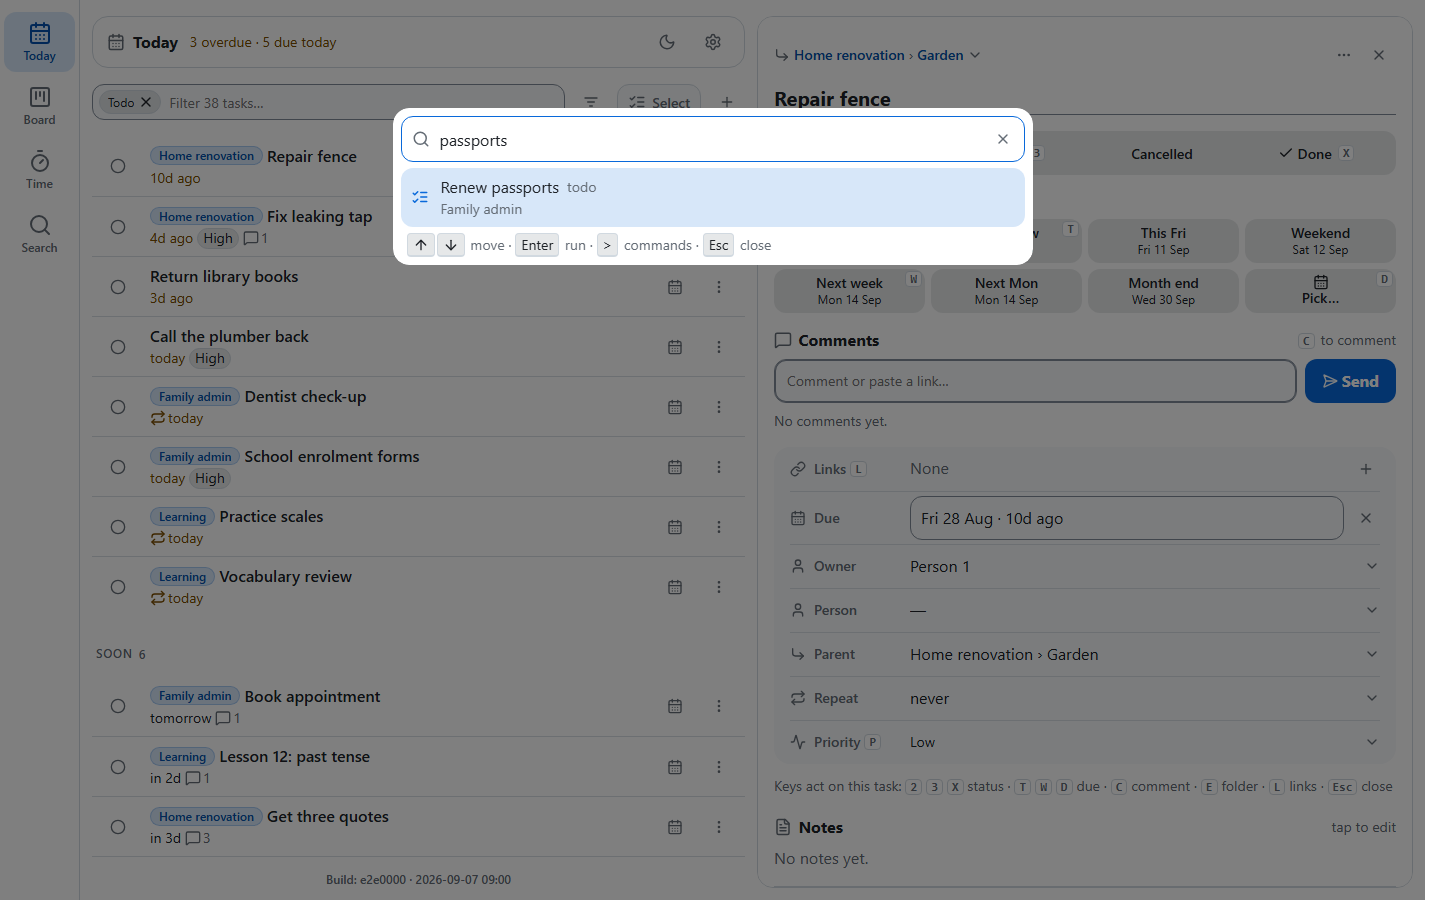 Today
Board
Time
Search
Today 3 overdue · 5 due today
Todo Filter 38 tasks... Select
Home renovation Repair fence
10d ago
Home renovation Fix leaking tap
4d ago High 1
Return library books
3d ago
Call the plumber back
today High
Family admin Dentist check-up
today
Family admin School enrolment forms
today High
Learning Practice scales
today
Learning Vocabulary review
today
SOON 6
Family admin Book appointment
tomorrow 1
Learning Lesson 12: past tense
in 2d 1
Home renovation Get three quotes
in 3d 3
Build: e2e0000 · 2026-09-07 09:00
passports
Renew passports todo
Family admin
move · Enter run · > commands · Esc close
Home renovation › Garden
Repair fence
3 Cancelled Done X
w T This Fri Weekend
Fri 11 Sep Sat 12 Sep
Next week W Next Mon Month end D
Mon 14 Sep Mon 14 Sep Wed 30 Sep Pick...
Comments C to comment
Comment or paste a link... Send
No comments yet.
Links L None
Due Fri 28 Aug · 10d ago
Owner Person 1
Person —
Parent Home renovation › Garden
Repeat never
Priority P Low
Keys act on this task: 2 3 X status · T W D due · C comment · E folder · L links · Esc close
Notes tap to edit
No notes yet.